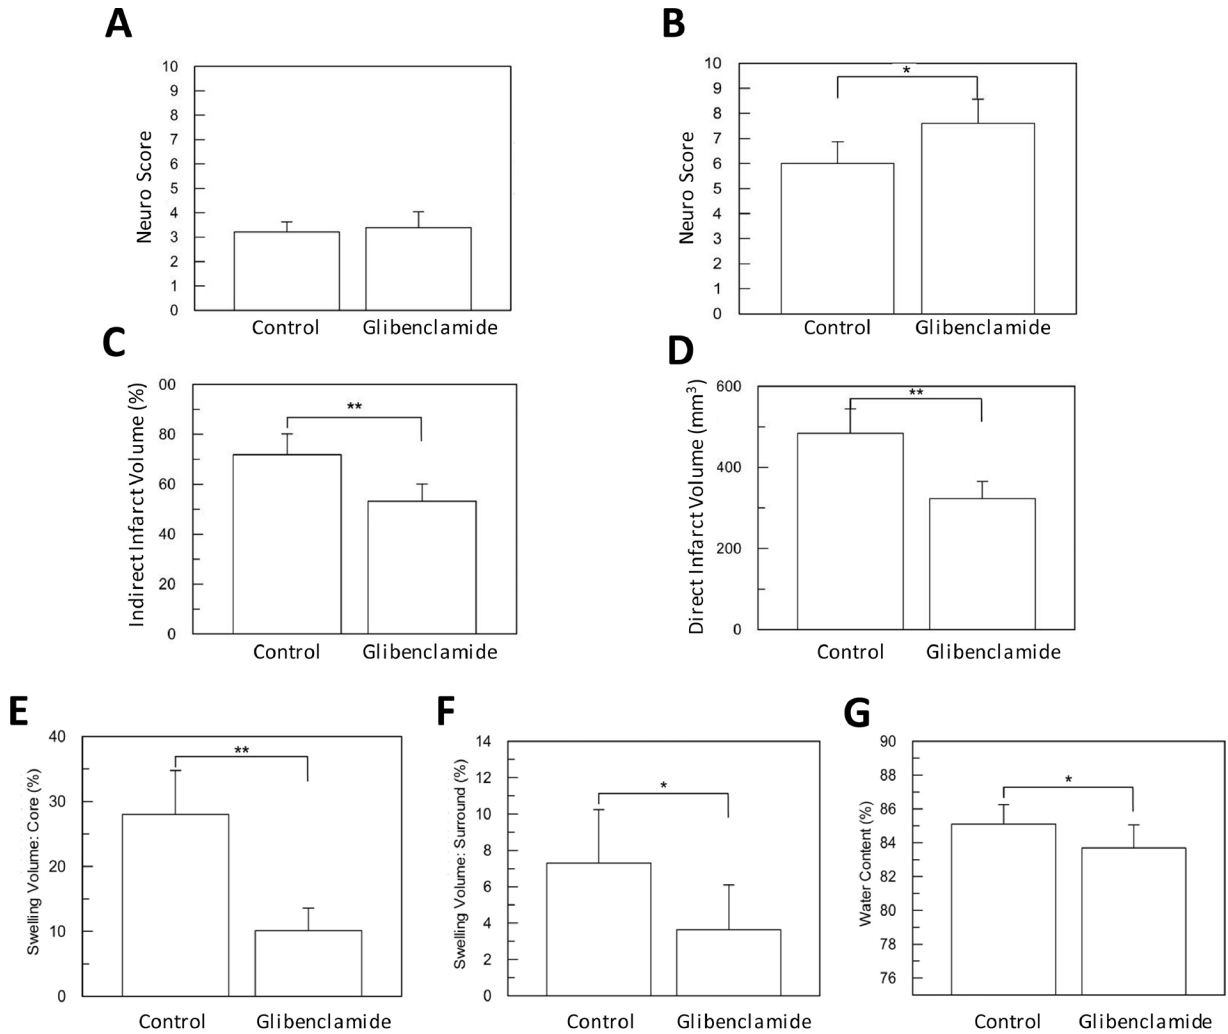 A
B
10
9
8
7
6
5
4
3
2
1
0
Neuro Score
Control
Glibenclamide
10
9
8
7
6
5
4
3
2
1
0
Neuro Score
*
Control
Glibenclamide
C
D
00
80
60
40
20
0
Indirect Infarct Volume (%)
**
Control
Glibenclamide
600
400
200
0
Direct Infarct Volume (mm³)
**
Control
Glibenclamide
E
F
G
40
30
20
10
0
Swelling Volume: Core (%)
**
Control
Glibenclamide
14
12
10
8
6
4
2
0
Swelling Volume: Surround (%)
*
Control
Glibenclamide
90
88
86
84
82
80
78
76
Water Content (%)
*
Control
Glibenclamide